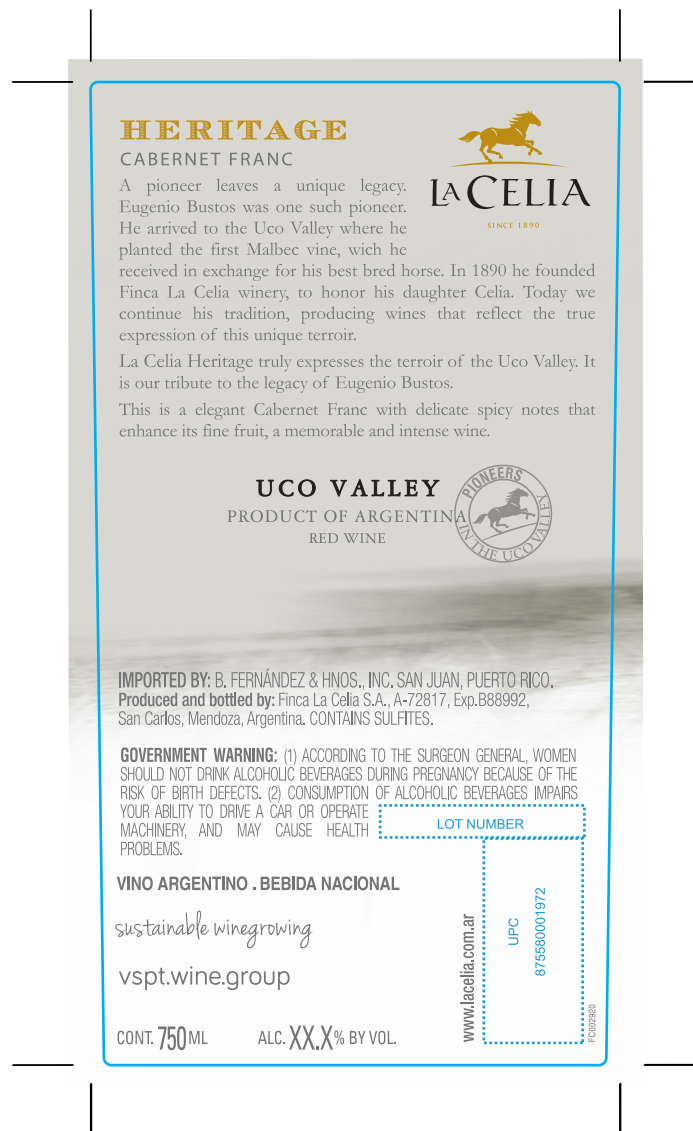 HERITAGE
CABERNET FRANC
LA CELIA
SINCE 1890
A pioneer leaves a unique legacy.
Eugenio Bustos was one such pioneer.
He arrived to the Uco Valley where he
planted the first Malbec vine, wich he
received in exchange for his best bred horse. In 1890 he founded
Finca La Celia winery, to honor his daughter Celia. Today we
continue his tradition, producing wines that reflect the true
expression of this unique terroir.
La Celia Heritage truly expresses the terroir of the Uco Valley. It
is our tribute to the legacy of Eugenio Bustos.
This is a elegant Cabernet Franc with delicate spicy notes that
enhance its fine fruit, a memorable and intense wine.
UCO VALLEY
PRODUCT OF ARGENTINA
RED WINE
PIONEERS
IN THE UCO VALLEY
IMPORTED BY: B. FERNÁNDEZ & HNOS., INC. SAN JUAN, PUERTO RICO.
Produced and bottled by: Finca La Celia S.A., A-72817, Exp.B88992,
San Carlos, Mendoza, Argentina. CONTAINS SULFITES.
GOVERNMENT WARNING: (1) ACCORDING TO THE SURGEON GENERAL, WOMEN
SHOULD NOT DRINK ALCOHOLIC BEVERAGES DURING PREGNANCY BECAUSE OF THE
RISK OF BIRTH DEFECTS. (2) CONSUMPTION OF ALCOHOLIC BEVERAGES IMPAIRS
YOUR ABILITY TO DRIVE A CAR OR OPERATE
MACHINERY, AND MAY CAUSE HEALTH
PROBLEMS.
LOT NUMBER
VINO ARGENTINO . BEBIDA NACIONAL
sustainable winegrowing
vspt.wine.group
CONT. 750 ML
ALC. XX.X% BY VOL.
www.lacelia.com.ar
UPC
875580001972
FC002920